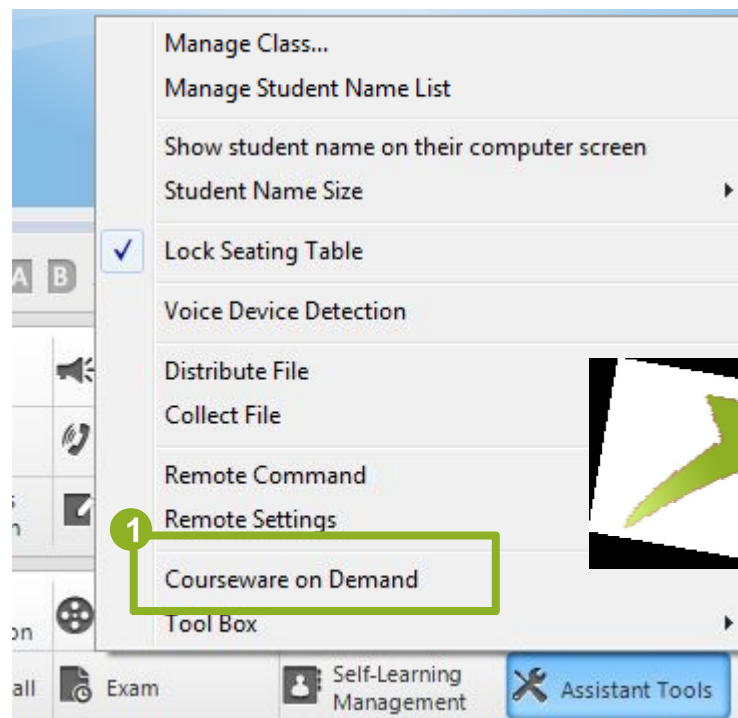 Manage Class...
Manage Student Name List
Show student name on their computer screen
Student Name Size
Lock Seating Table
A B
Voice Device Detection
Distribute File
Collect File
Remote Command
Remote Settings
1
Courseware on Demand
Tool Box
Exam
Self-Learning
Management
Assistant Tools